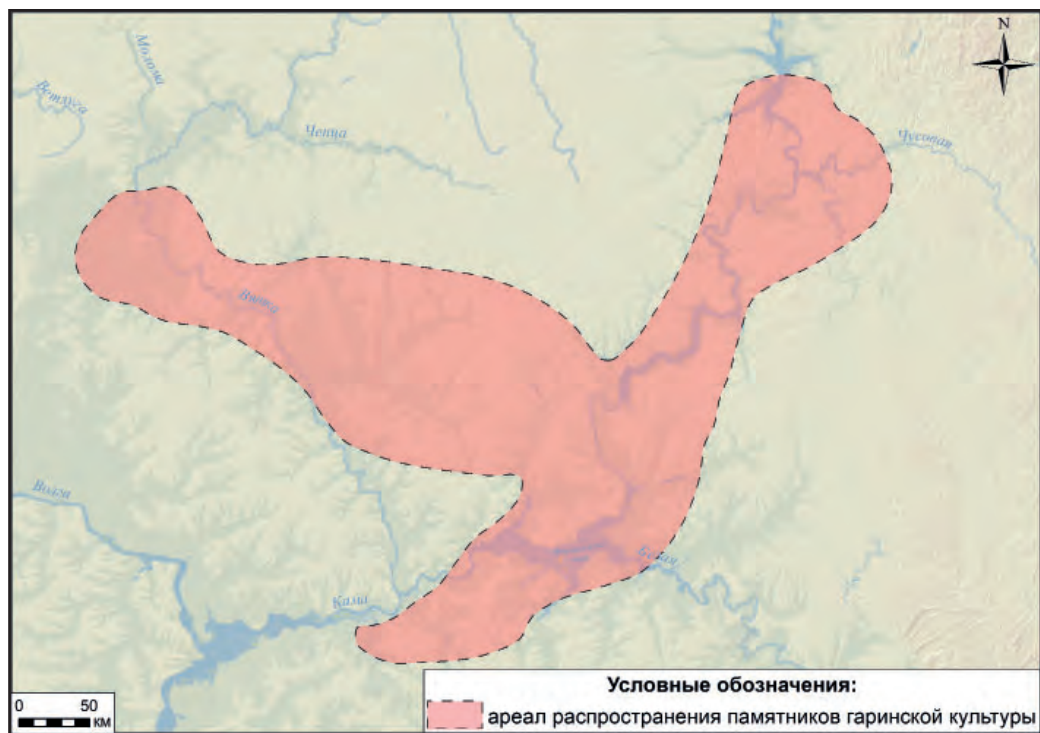 N
Молома
Ветлуга
Чепца
Чусовая
Вятка
Волга
Белая
Кама
Условные обозначения:
ареал распространения памятников гаринской культуры
0 50
КМ